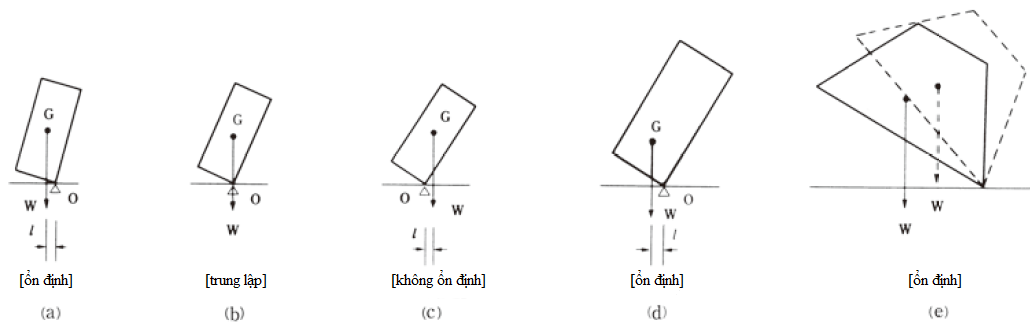 G
O
W
l
[ổn định]
(a)
G
O
W
[trung lập]
(b)
G
O
W
l
[không ổn định]
(c)
G
W
O
l
[ổn định]
(d)
W
W
[ổn định]
(e)